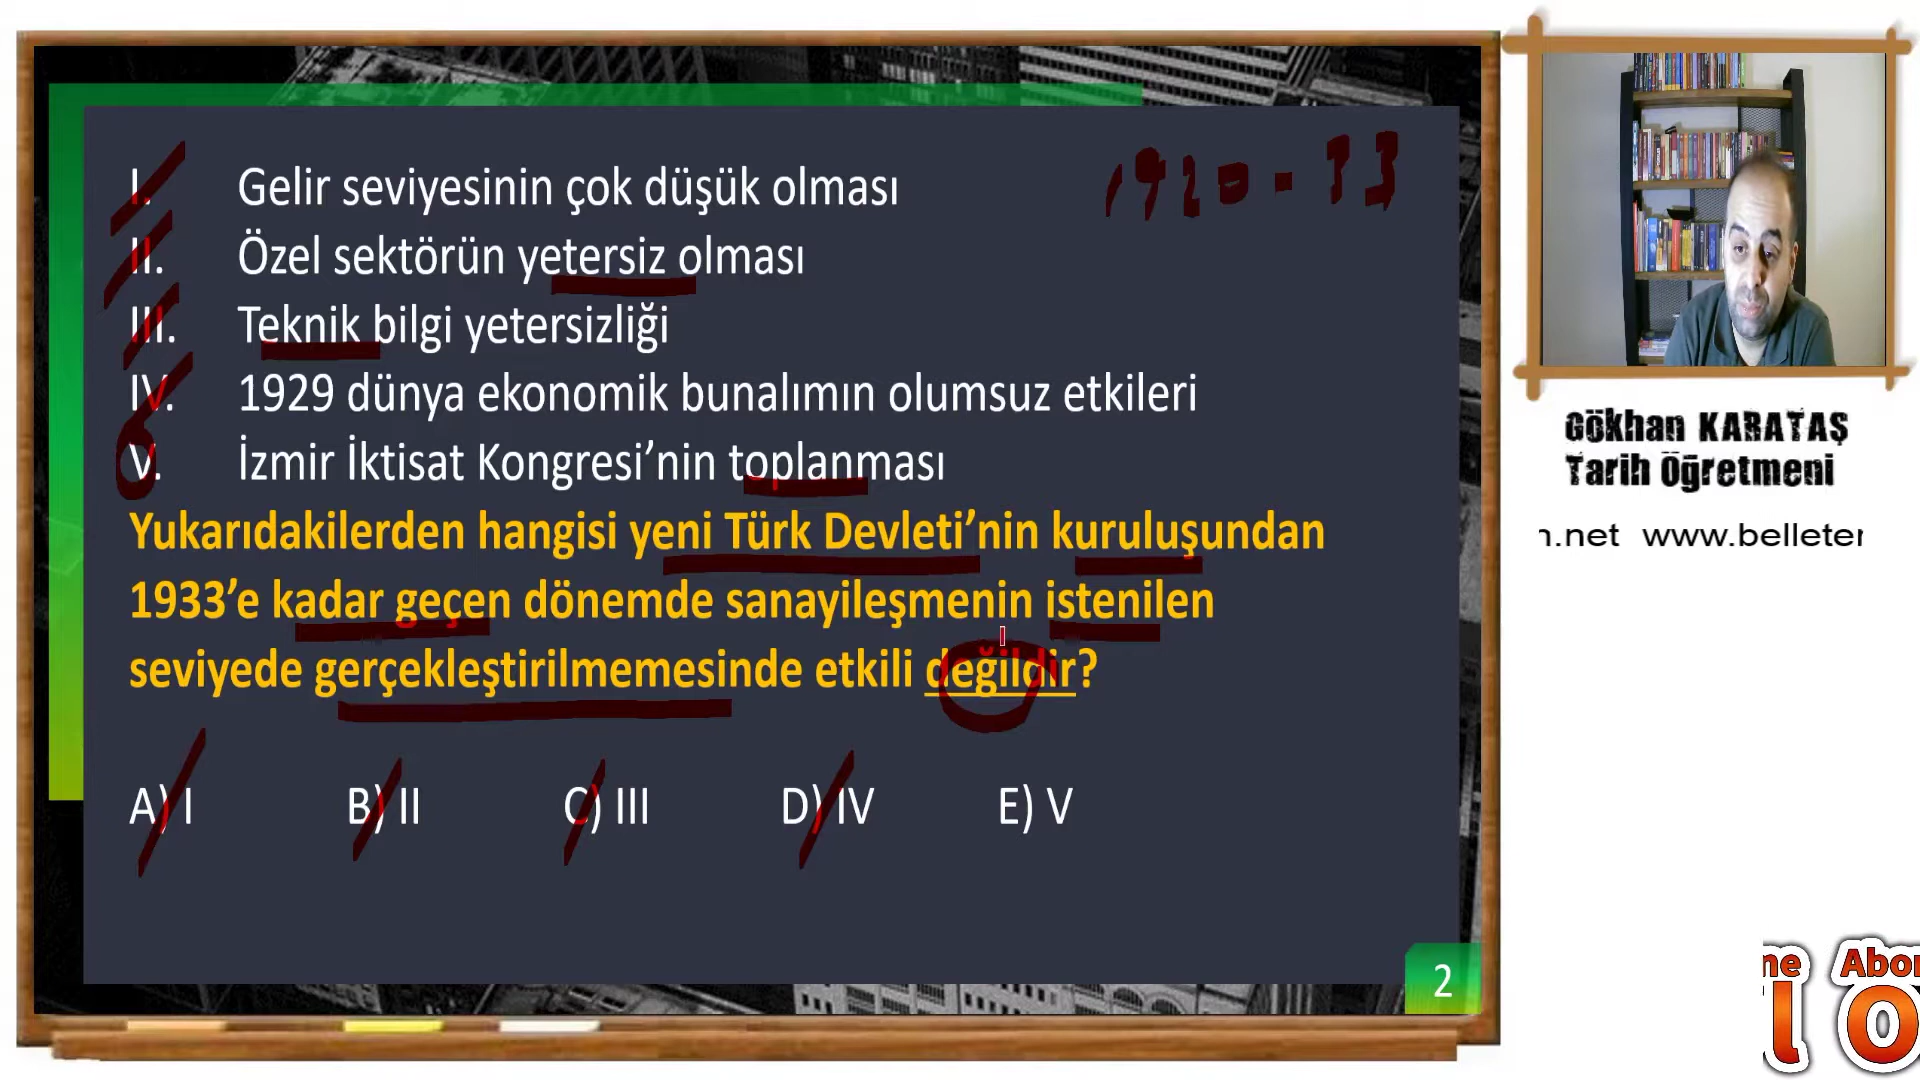 1920 - 33
I. Gelir seviyesinin çok düşük olması
II. Özel sektörün yetersiz olması
III. Teknik bilgi yetersizliği
IV. 1929 dünya ekonomik bunalımın olumsuz etkileri
V. İzmir İktisat Kongresi’nin toplanması
Yukarıdakilerden hangisi yeni Türk Devleti’nin kuruluşundan
1933’e kadar geçen dönemde sanayileşmenin istenilen
seviyede gerçekleştirilmemesinde etkili değildir?
A) I B) II C) III D) IV E) V
2
Gökhan KARATAŞ
Tarih Öğretmeni
n.net www.belleter
ne Abon
l O